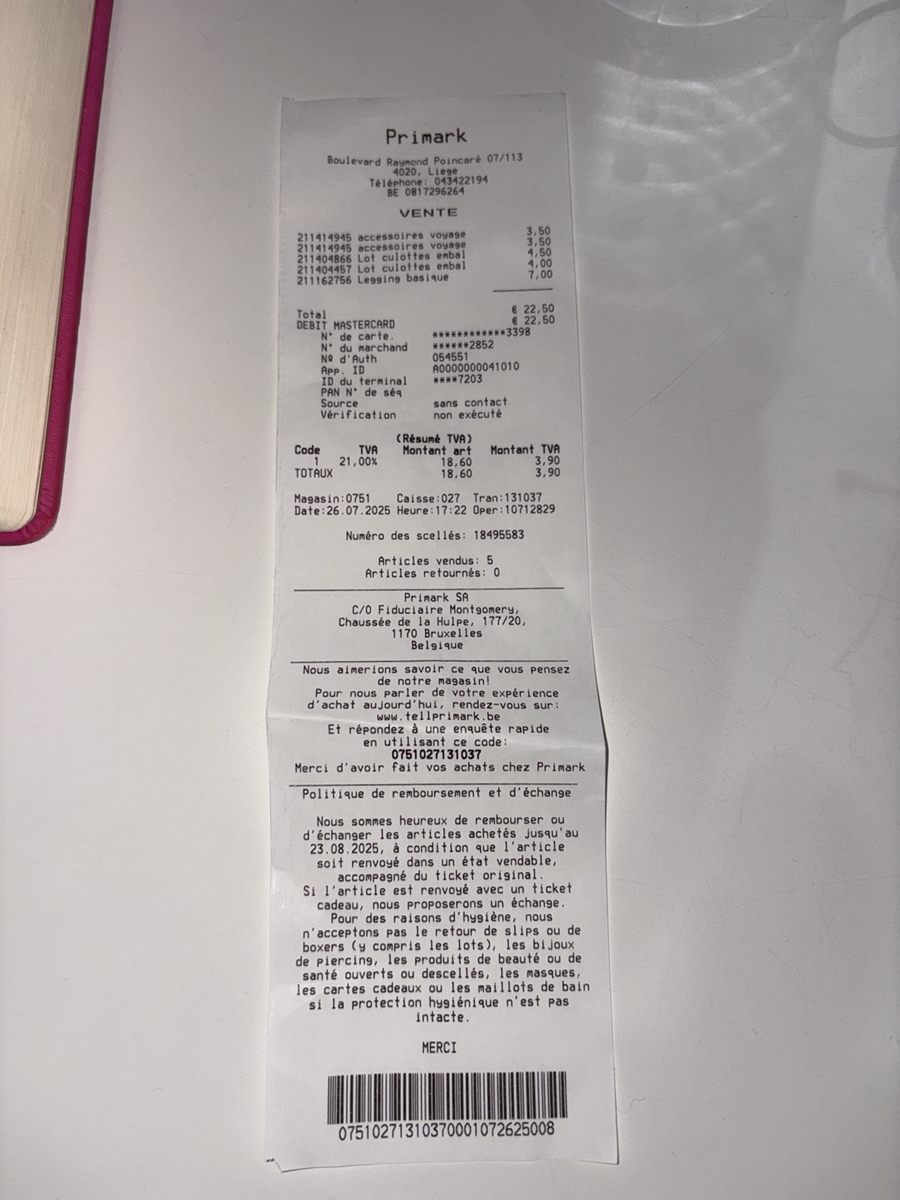 Primark
Boulevard Raymond Poincaré 07/113
4020, Liege
Téléphone: 043422194
BE 0817296264
VENTE
211414945 accessoires voyage 3,50
211414945 accessoires voyage 3,50
211404866 Lot culottes embal 4,50
211404457 Lot culottes embal 4,00
211162756 Legging basique 7,00
Total € 22,50
DEBIT MASTERCARD € 22,50
N° de carte. ************3398
N° du marchand ******2852
Nº d'Auth 054551
App. ID A0000000041010
ID du terminal ****7203
PAN N° de séq
Source sans contact
Vérification non exécuté
(Résumé TVA)
Code TVA Montant art Montant TVA
1 21,00% 18,60 3,90
TOTAUX 18,60 3,90
Magasin:0751 Caisse:027 Tran:131037
Date:26.07.2025 Heure:17:22 Oper:10712829
Numéro des scellés: 18495583
Articles vendus: 5
Articles retournés: 0
Primark SA
C/O Fiduciaire Montgomery,
Chaussée de la Hulpe, 177/20,
1170 Bruxelles
Belgique
Nous aimerions savoir ce que vous pensez
de notre magasin!
Pour nous parler de votre expérience
d'achat aujourd'hui, rendez-vous sur:
www.tellprimark.be
Et répondez à une enquête rapide
en utilisant ce code:
0751027131037
Merci d'avoir fait vos achats chez Primark
Politique de remboursement et d'échange
Nous sommes heureux de rembourser ou
d'échanger les articles achetés jusqu'au
23.08.2025, à condition que l'article
soit renvoyé dans un état vendable,
accompagné du ticket original.
Si l'article est renvoyé avec un ticket
cadeau, nous proposerons un échange.
Pour des raisons d'hygiène, nous
n'acceptons pas le retour de slips ou de
boxers (y compris les lots), les bijoux
de piercing, les produits de beauté ou de
santé ouverts ou descellés, les masques,
les cartes cadeaux ou les maillots de bain
si la protection hygiénique n'est pas
intacte.
MERCI
07510271310370001072625008